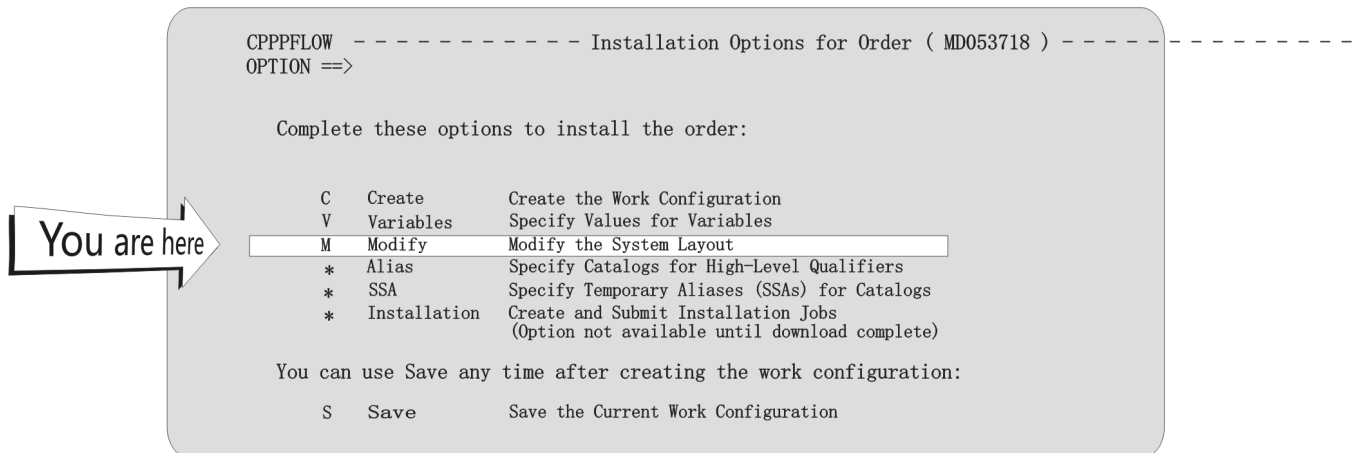 CPPPFLOW - - - - - - - - - - - - Installation Options for Order ( MD053718 ) - - - - - - - - - - - - - - - - -
OPTION ==>
Complete these options to install the order:
C Create Create the Work Configuration
V Variables Specify Values for Variables
You are here
M Modify Modify the System Layout
* Alias Specify Catalogs for High-Level Qualifiers
* SSA Specify Temporary Aliases (SSAs) for Catalogs
* Installation Create and Submit Installation Jobs
(Option not available until download complete)
You can use Save any time after creating the work configuration:
S Save Save the Current Work Configuration